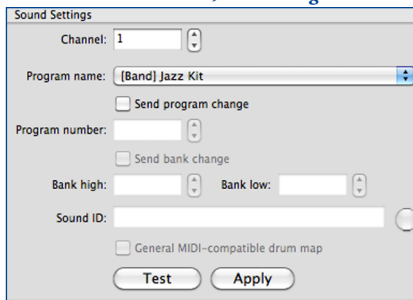 Sound Settings
Channel: 1
Program name: [Band] Jazz Kit
Send program change
Program number:
Send bank change
Bank high: Bank low:
Sound ID:
General MIDI-compatible drum map
Test Apply